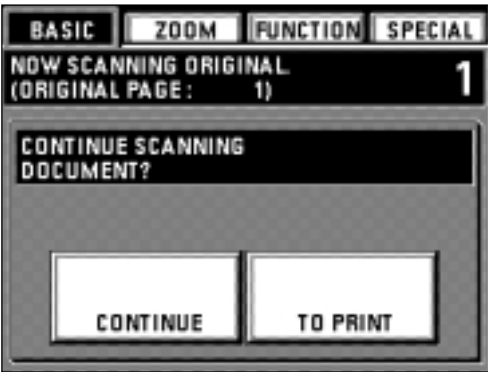 BASIC ZOOM FUNCTION SPECIAL
NOW SCANNING ORIGINAL.
(ORIGINAL PAGE: 1) 1
CONTINUE SCANNING
DOCUMENT?
CONTINUE TO PRINT